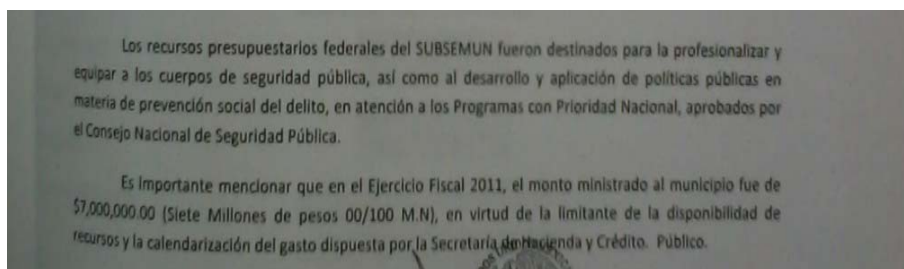 Los recursos presupuestarios federales del SUBSEMUN fueron destinados para la profesionalizar y
equipar a los cuerpos de seguridad pública, así como al desarrollo y aplicación de políticas públicas en
materia de prevención social del delito, en atención a los Programas con Prioridad Nacional, aprobados por
el Consejo Nacional de Seguridad Pública.
Es Importante mencionar que en el Ejercicio Fiscal 2011, el monto ministrado al municipio fue de
$7,000,000.00 (Siete Millones de pesos 00/100 M.N), en virtud de la limitante de la disponibilidad de
recursos y la calendarización del gasto dispuesta por la Secretaría de Hacienda y Crédito. Público.